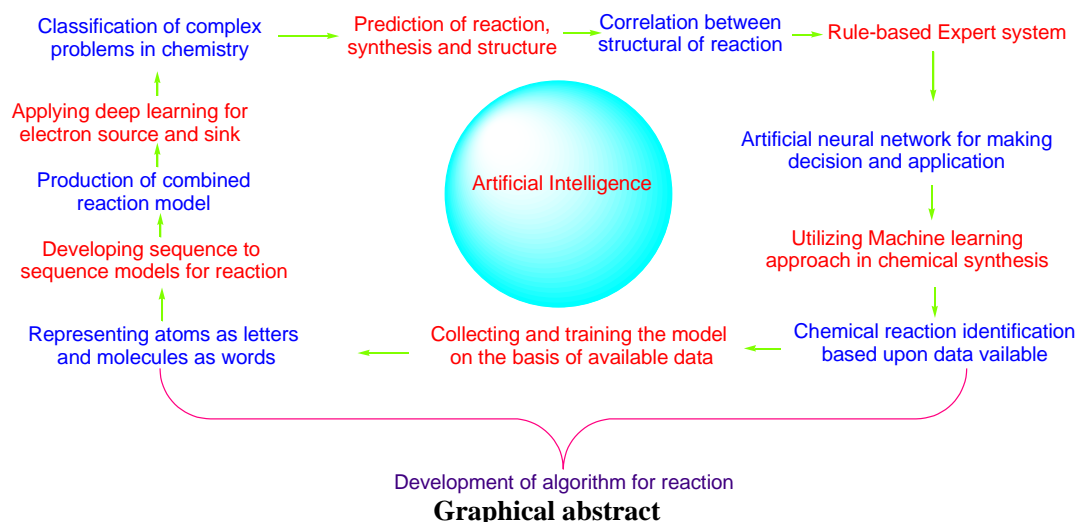 Classification of complex
problems in chemistry
Prediction of reaction,
synthesis and structure
Correlation between
structural of reaction
Rule-based Expert system
Artificial neural network for making
decision and application
Utilizing Machine learning
approach in chemical synthesis
Chemical reaction identification
based upon data vailable
Collecting and training the model
on the basis of available data
Representing atoms as letters
and molecules as words
Developing sequence to
sequence models for reaction
Production of combined
reaction model
Applying deep learning for
electron source and sink
Artificial Intelligence
Development of algorithm for reaction
Graphical abstract